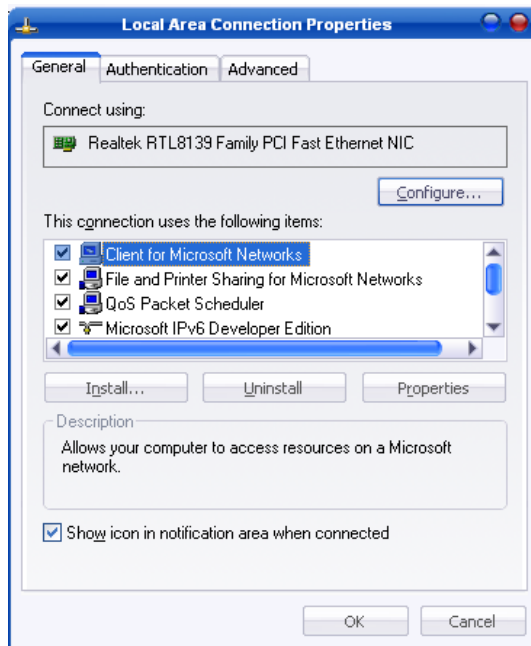 Local Area Connection Properties
General Authentication Advanced
Connect using:
Realtek RTL8139 Family PCI Fast Ethernet NIC
Configure...
This connection uses the following items:
Client for Microsoft Networks
File and Printer Sharing for Microsoft Networks
QoS Packet Scheduler
Microsoft IPv6 Developer Edition
Install... Uninstall Properties
Description
Allows your computer to access resources on a Microsoft
network.
Show icon in notification area when connected
OK Cancel